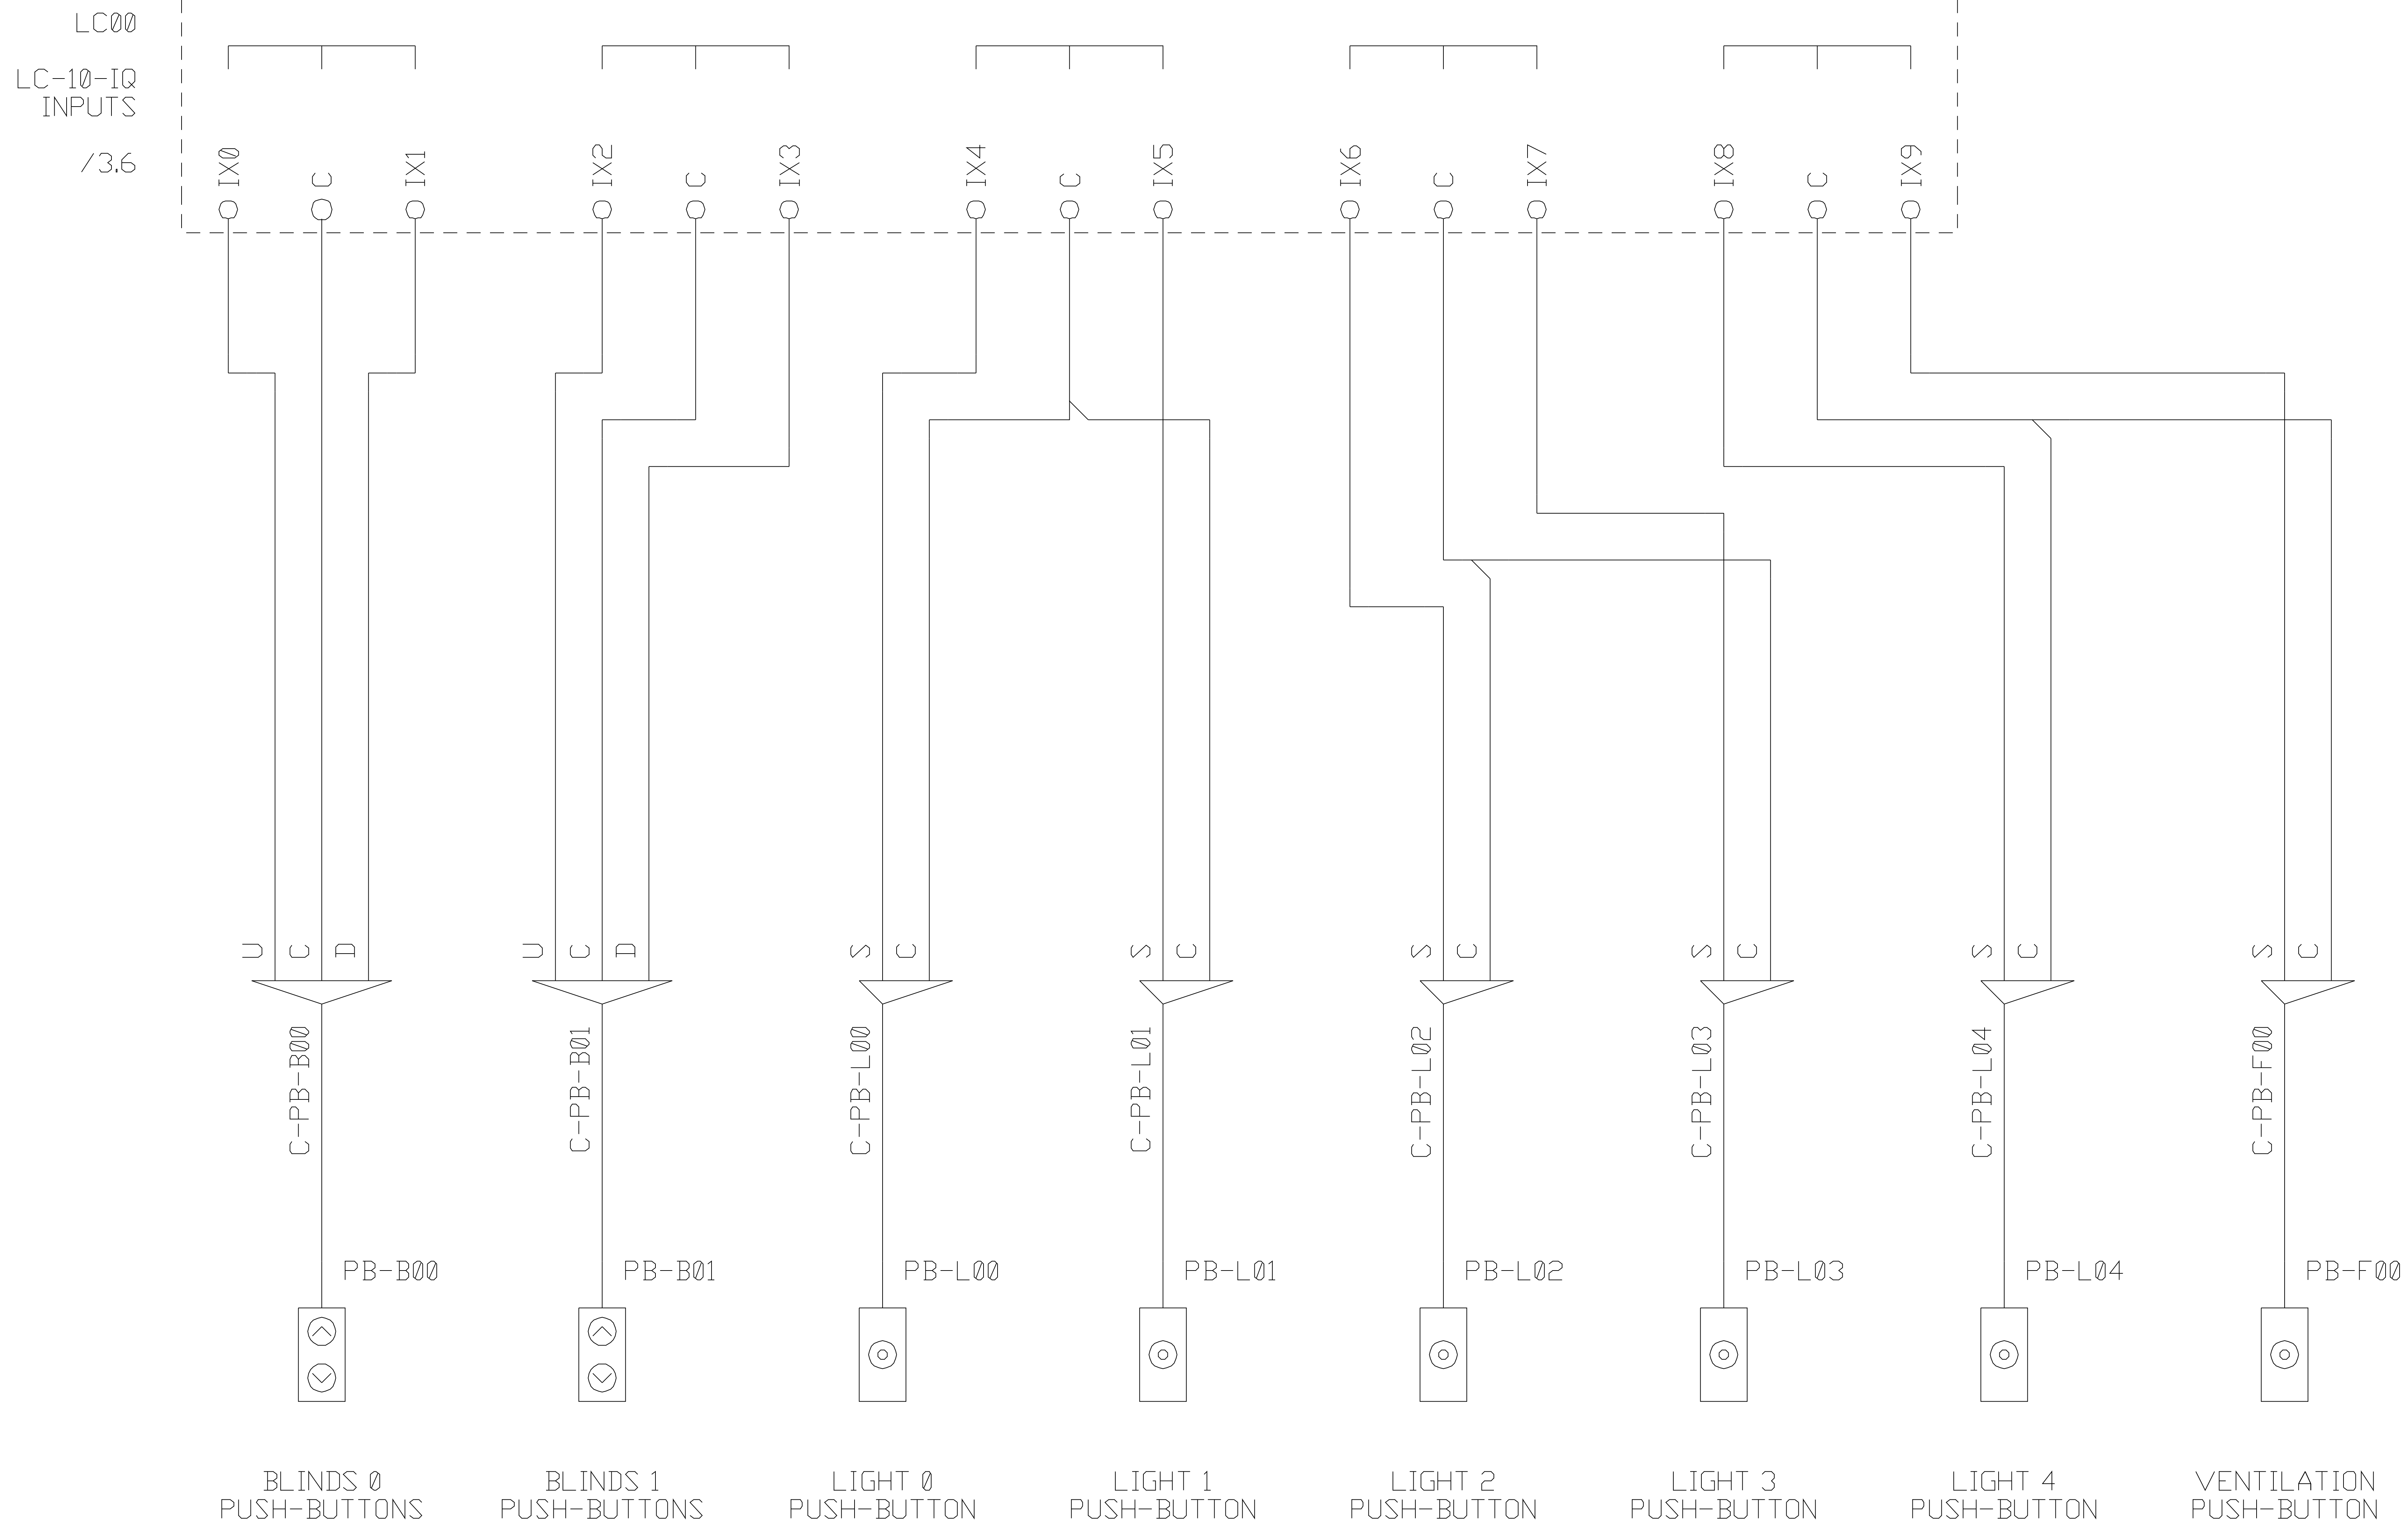 LC00
LC-10-IQ
INPUTS
/3.6
IX0 C IX1 IX2 C IX3 IX4 C IX5 IX6 C IX7 IX8 C IX9
U C D U C D S C S C S C S C S C S C
C-PB-B00 C-PB-B01 C-PB-L00 C-PB-L01 C-PB-L02 C-PB-L03 C-PB-L04 C-PB-F00
PB-B00 PB-B01 PB-L00 PB-L01 PB-L02 PB-L03 PB-L04 PB-F00
BLINDS 0 BLINDS 1 LIGHT 0 LIGHT 1 LIGHT 2 LIGHT 3 LIGHT 4 VENTILATION
PUSH-BUTTONS PUSH-BUTTONS PUSH-BUTTON PUSH-BUTTON PUSH-BUTTON PUSH-BUTTON PUSH-BUTTON PUSH-BUTTON